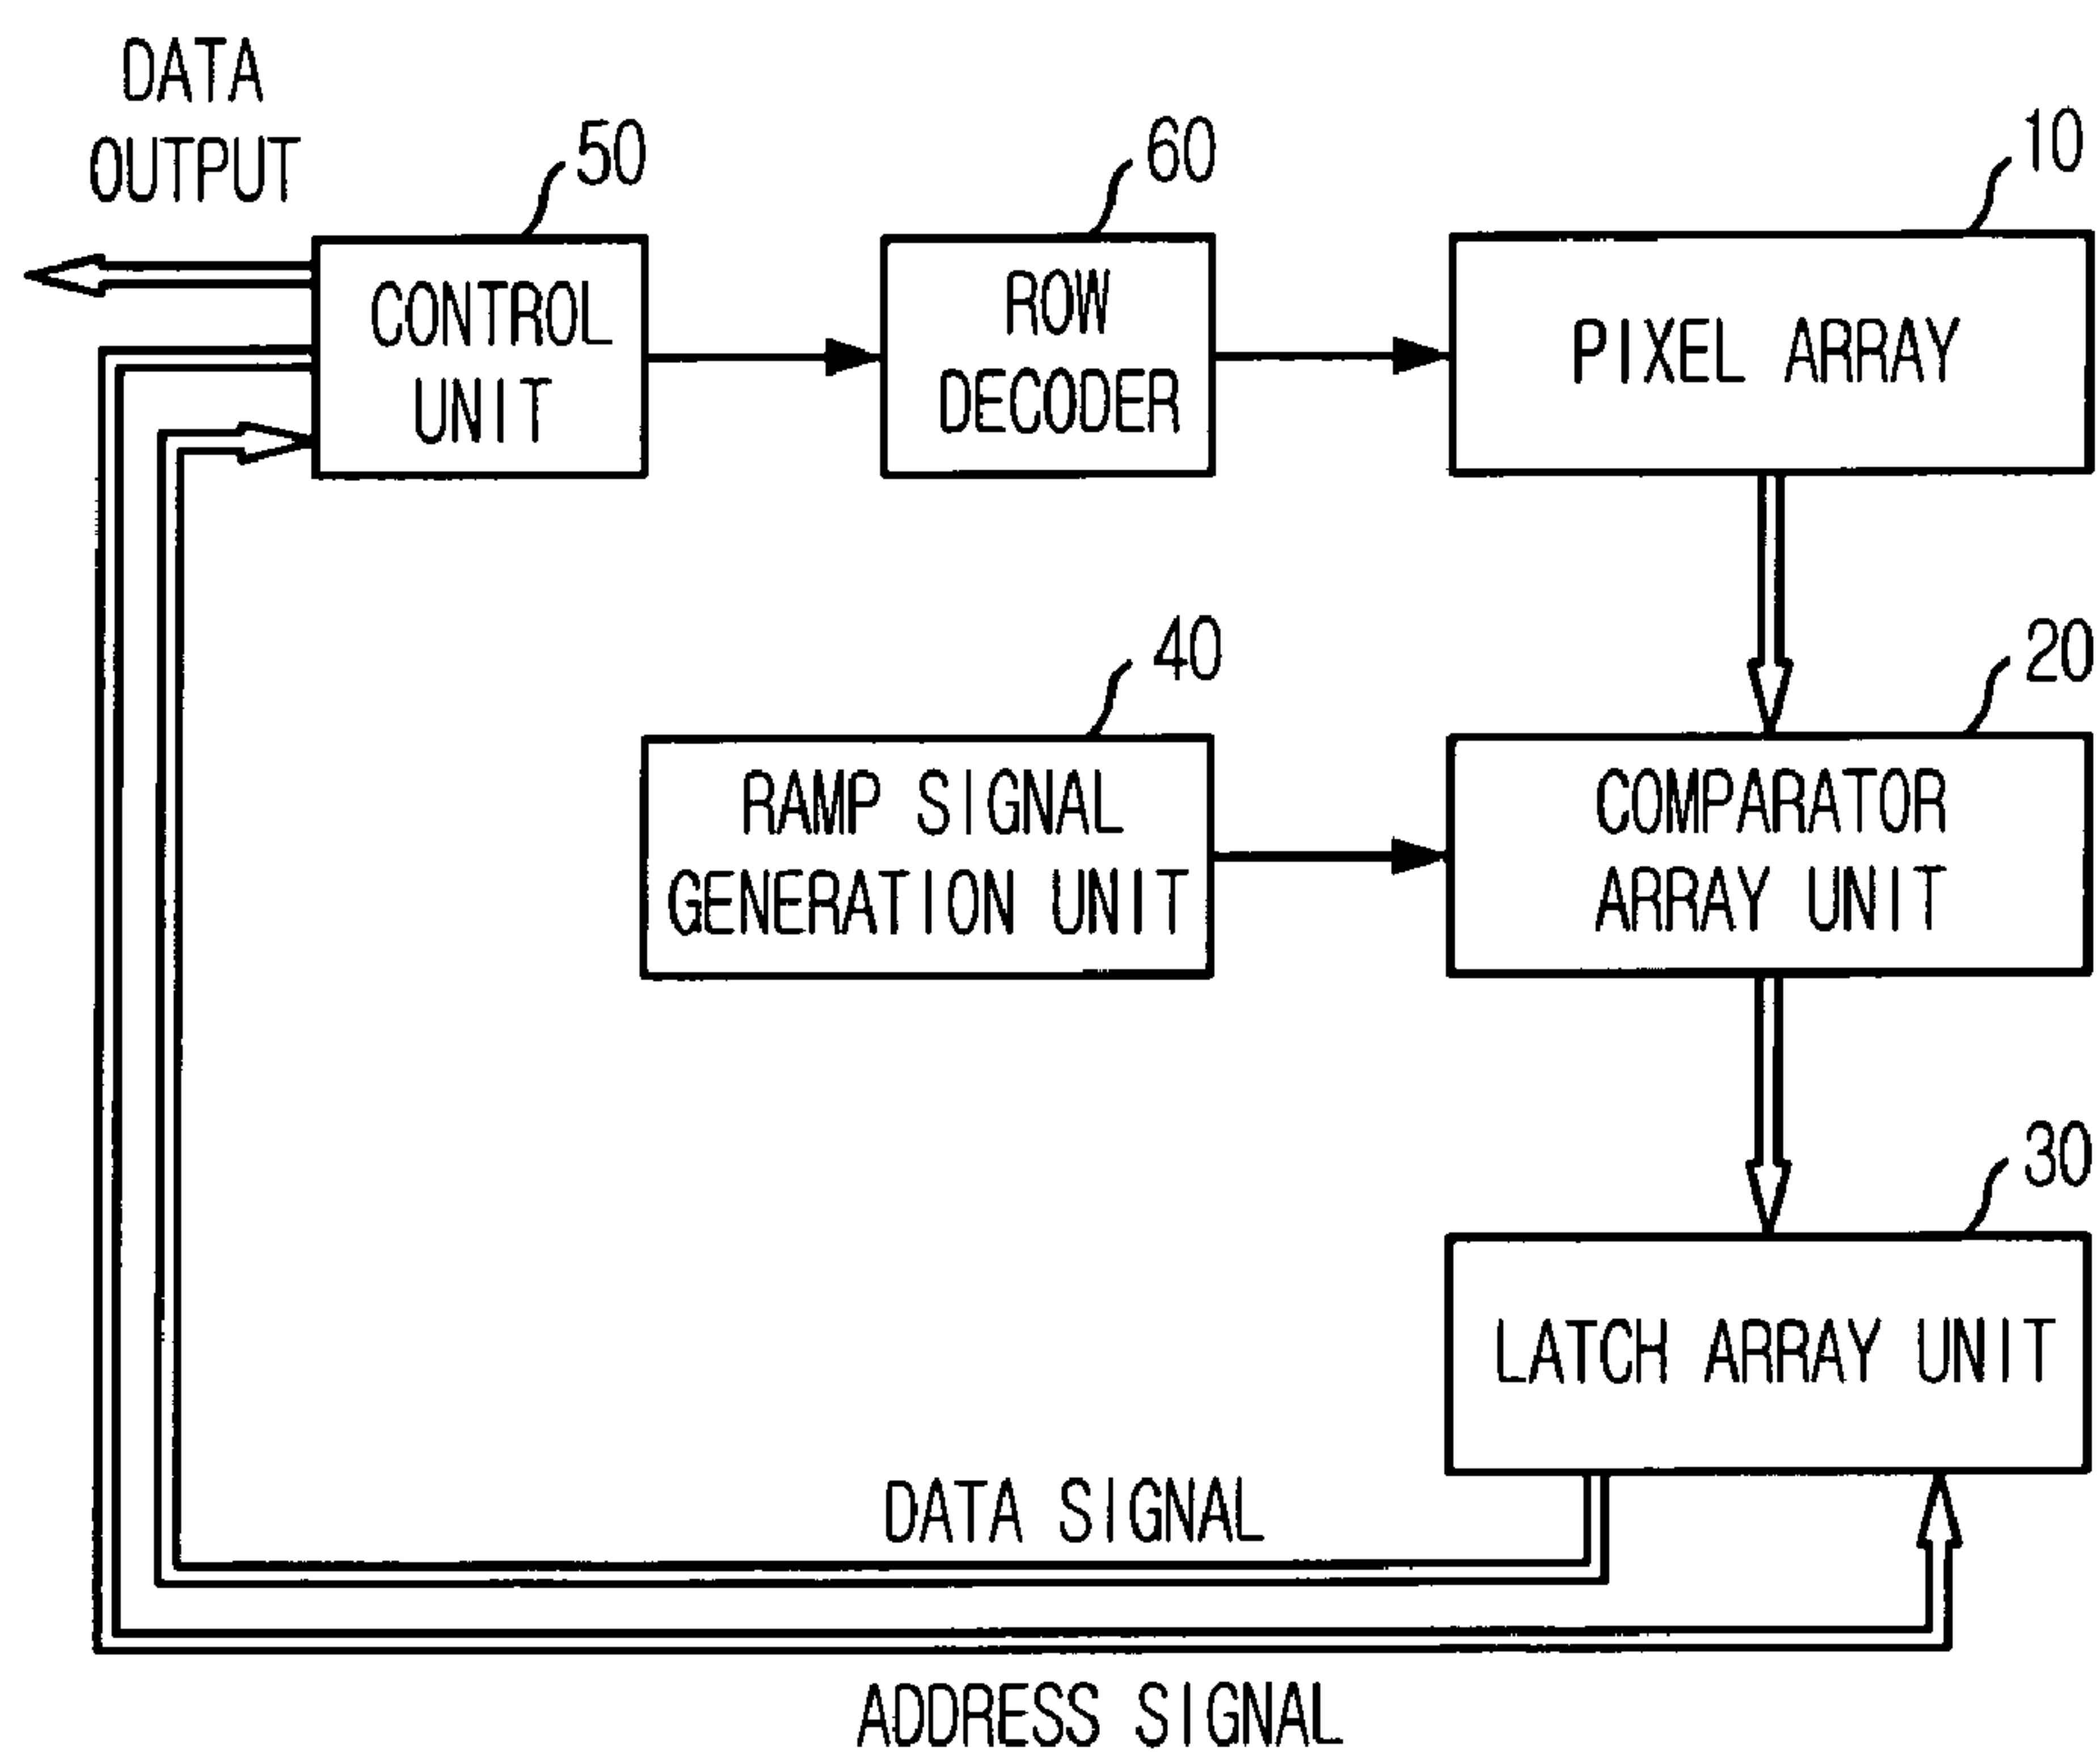 DATA
OUTPUT
50
60
10
CONTROL
UNIT
ROW
DECODER
PIXEL ARRAY
40
20
RAMP SIGNAL
GENERATION UNIT
COMPARATOR
ARRAY UNIT
30
LATCH ARRAY UNIT
DATA SIGNAL
ADDRESS SIGNAL